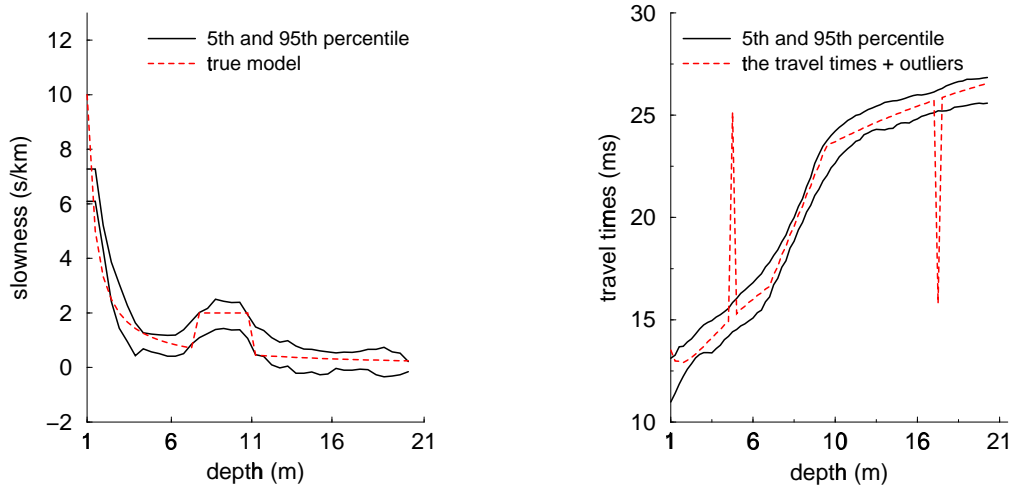 5th and 95th percentile
true model
slowness (s/km)
12
10
8
6
4
2
0
–2
1
6
11
16
21
depth (m)
5th and 95th percentile
the travel times + outliers
travel times (ms)
30
25
20
15
10
1
6
10
16
21
depth (m)